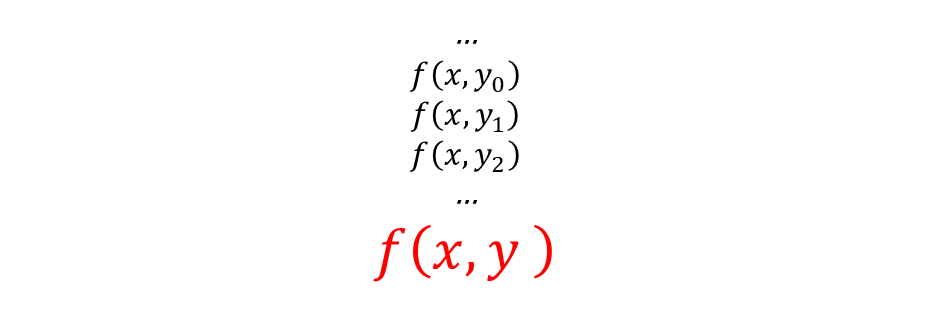 ...
f(x, y₀)
f(x, y₁)
f(x, y₂)
...
f(x, y )